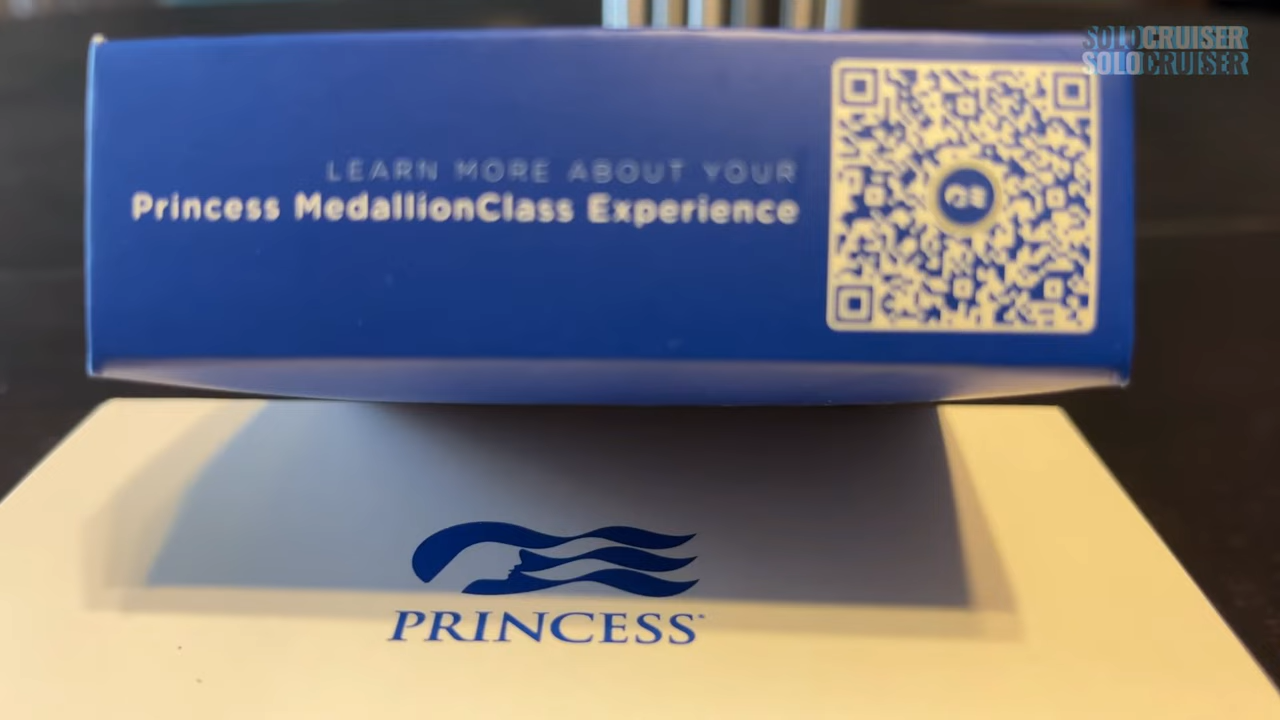 SOLOCRUISER
SOLOCRUISER
LEARN MORE ABOUT YOUR
Princess MedallionClass Experience
PRINCESS